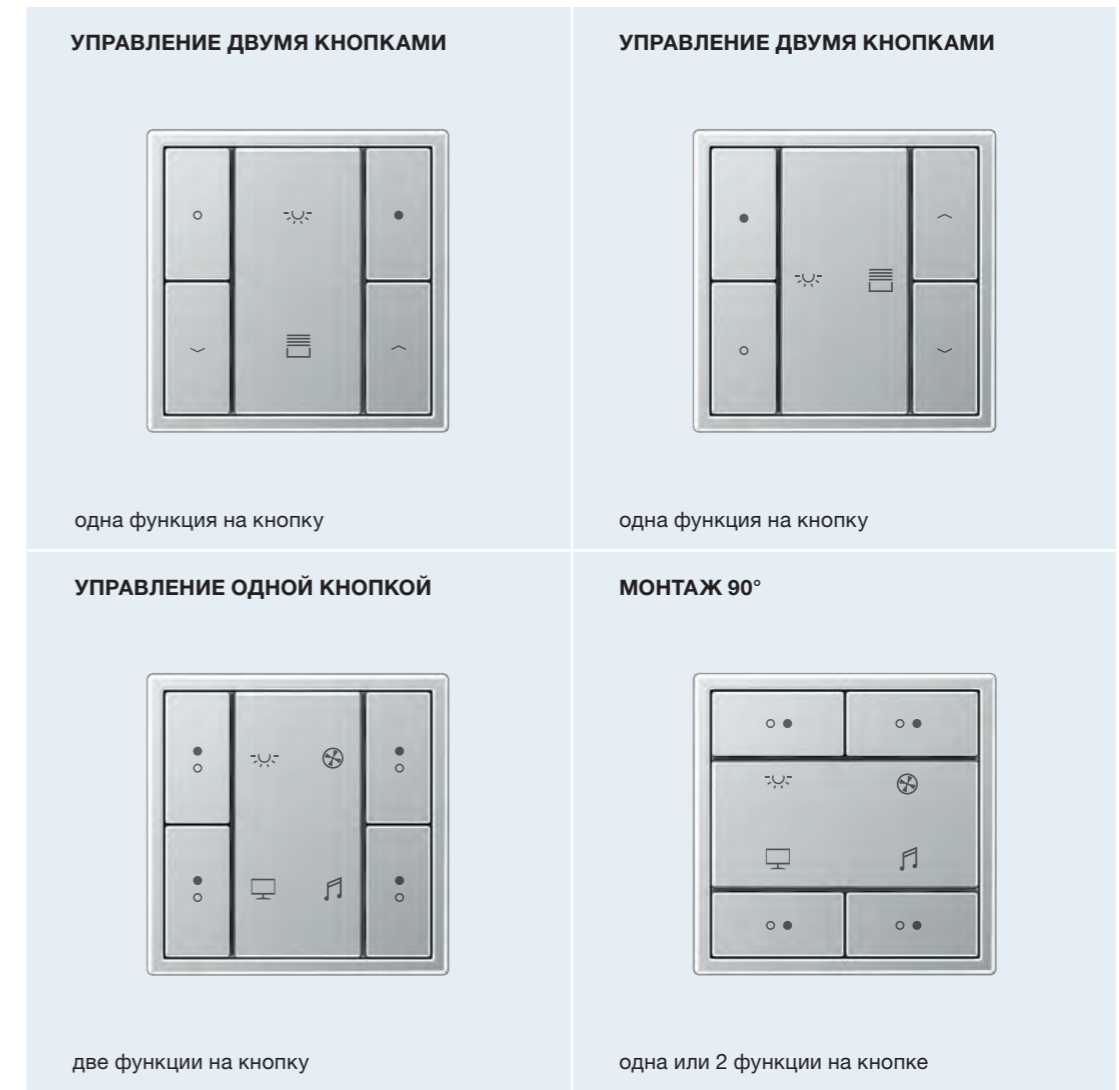 УПРАВЛЕНИЕ ДВУМЯ КНОПКАМИ
одна функция на кнопку
УПРАВЛЕНИЕ ДВУМЯ КНОПКАМИ
одна функция на кнопку
УПРАВЛЕНИЕ ОДНОЙ КНОПКОЙ
две функции на кнопку
МОНТАЖ 90°
одна или 2 функции на кнопке